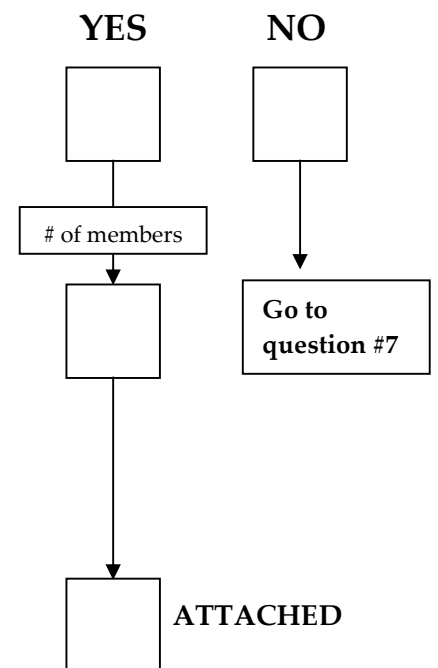 YES NO
# of members
Go to
question #7
ATTACHED